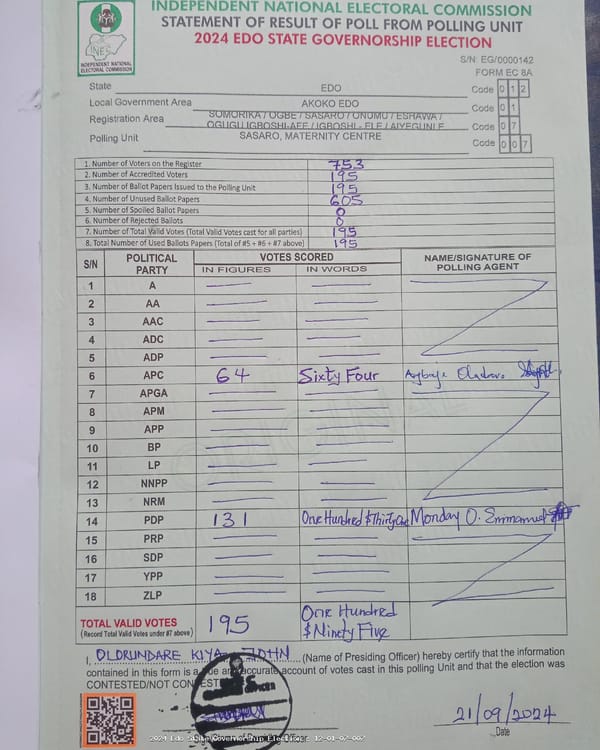 INDEPENDENT NATIONAL ELECTORAL COMMISSION
STATEMENT OF RESULT OF POLL FROM POLLING UNIT
2024 EDO STATE GOVERNORSHIP ELECTION
INEC
INDEPENDENT NATIONAL
ELECTORAL COMMISSION
S/N: EG/0000142
FORM EC 8A
State EDO Code 0 1 2
Local Government Area AKOKO EDO Code 0 1
Registration Area SOMORIKA / OGBE / SASARO / ONUMU / ESHAWA / Code 0 7
OGUGU IGBOSHI-AFE / IGBOSHI - ELE / AIYEGUNLE
Polling Unit SASARO, MATERNITY CENTRE Code 0 0 7
1. Number of Voters on the Register 753
2. Number of Accredited Voters 195
3. Number of Ballot Papers Issued to the Polling Unit 195
4. Number of Unused Ballot Papers 605
5. Number of Spoiled Ballot Papers 0
6. Number of Rejected Ballots 0
7. Number of Total Valid Votes (Total Valid Votes cast for all parties) 195
8. Total Number of Used Ballots Papers (Total of #5 + #6 + #7 above) 195
S/N POLITICAL PARTY VOTES SCORED NAME/SIGNATURE OF POLLING AGENT
IN FIGURES IN WORDS
1 A
2 AA
3 AAC
4 ADC
5 ADP
6 APC 64 Sixty Four
7 APGA
8 APM
9 APP
10 BP
11 LP
12 NNPP
13 NRM
14 PDP 131 One Hundred & Thirty One Monday O. Emmanuel
15 PRP
16 SDP
17 YPP
18 ZLP
TOTAL VALID VOTES 195 One Hundred
(Record Total Valid Votes under #7 above) & Ninety Five
I, OLORUNDARE JOHN (Name of Presiding Officer) hereby certify that the information
contained in this form is a true and accurate account of votes cast in this polling Unit and that the election was
CONTESTED/NOT CONTESTED
21/09/2024
Date
2024 Edo State Governorship Election's 12-01-07-007